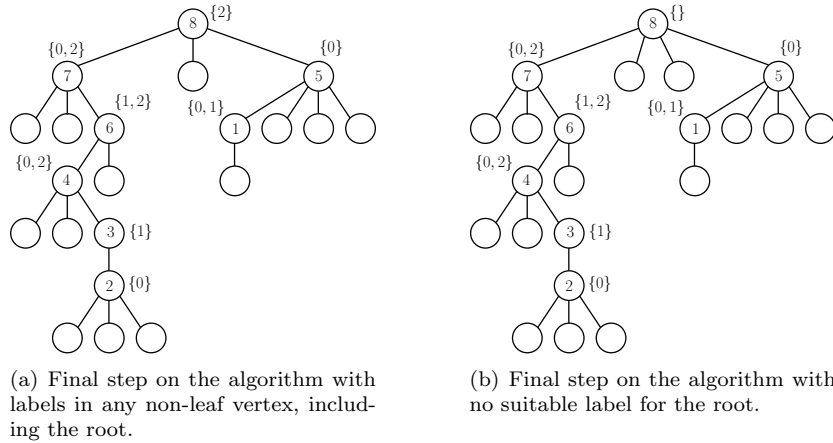 {2} {}
8 8
{0, 2} {0} {0, 2} {0}
7 5 7 5
{1, 2} {0, 1} {1, 2} {0, 1}
6 1 6 1
{0, 2} {0, 2}
4 4
3 {1} 3 {1}
2 {0} 2 {0}
(a) Final step on the algorithm with
labels in any non-leaf vertex, includ-
ing the root.
(b) Final step on the algorithm with
no suitable label for the root.